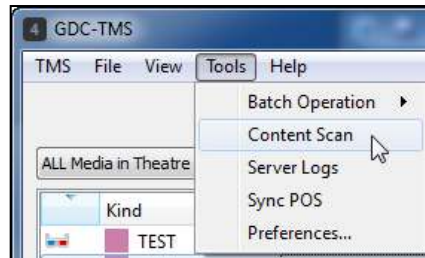 4 GDC-TMS
TMS File View Tools Help
Batch Operation
Content Scan
ALL Media in Theatre
Server Logs
Sync POS
Kind
TEST
Preferences...